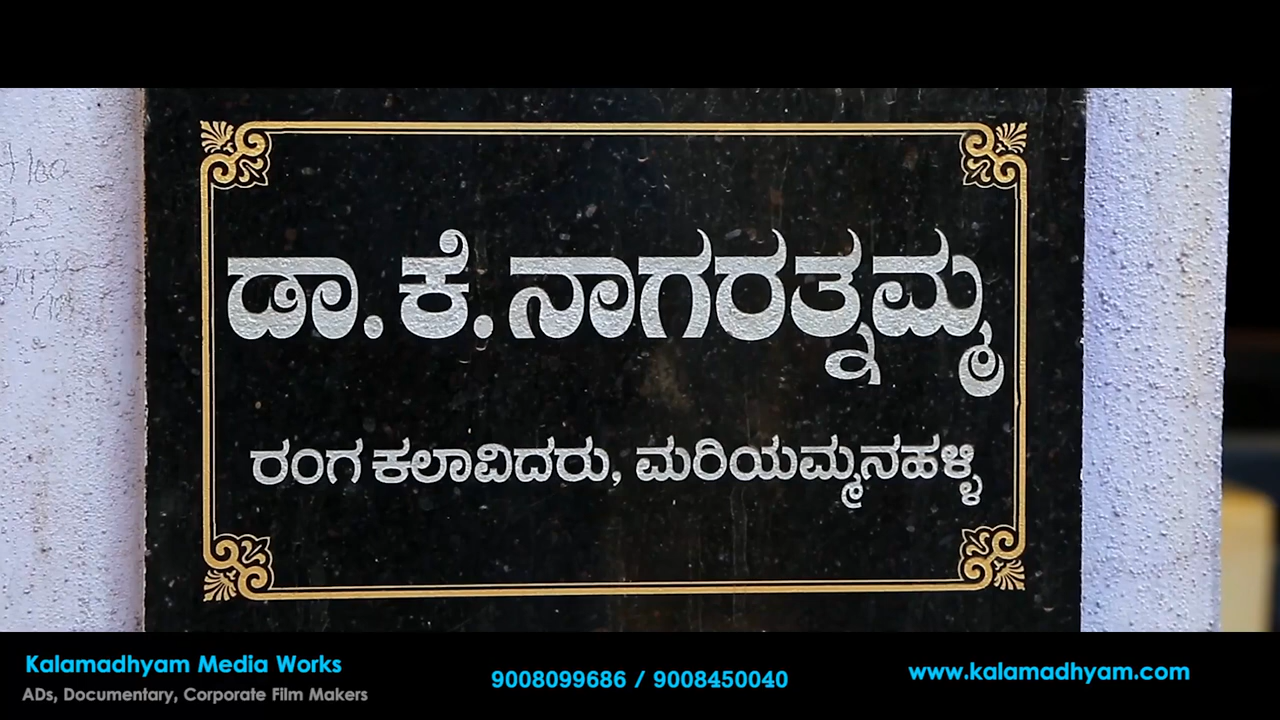 ಡಾ. ಕೆ. ನಾಗರತ್ನಮ್ಮ
ರಂಗ ಕಲಾವಿದರು, ಮರಿಯಮ್ಮನಹಳ್ಳಿ
Kalamadhyam Media Works
ADs, Documentary, Corporate Film Makers
9008099686 / 9008450040
www.kalamadhyam.com